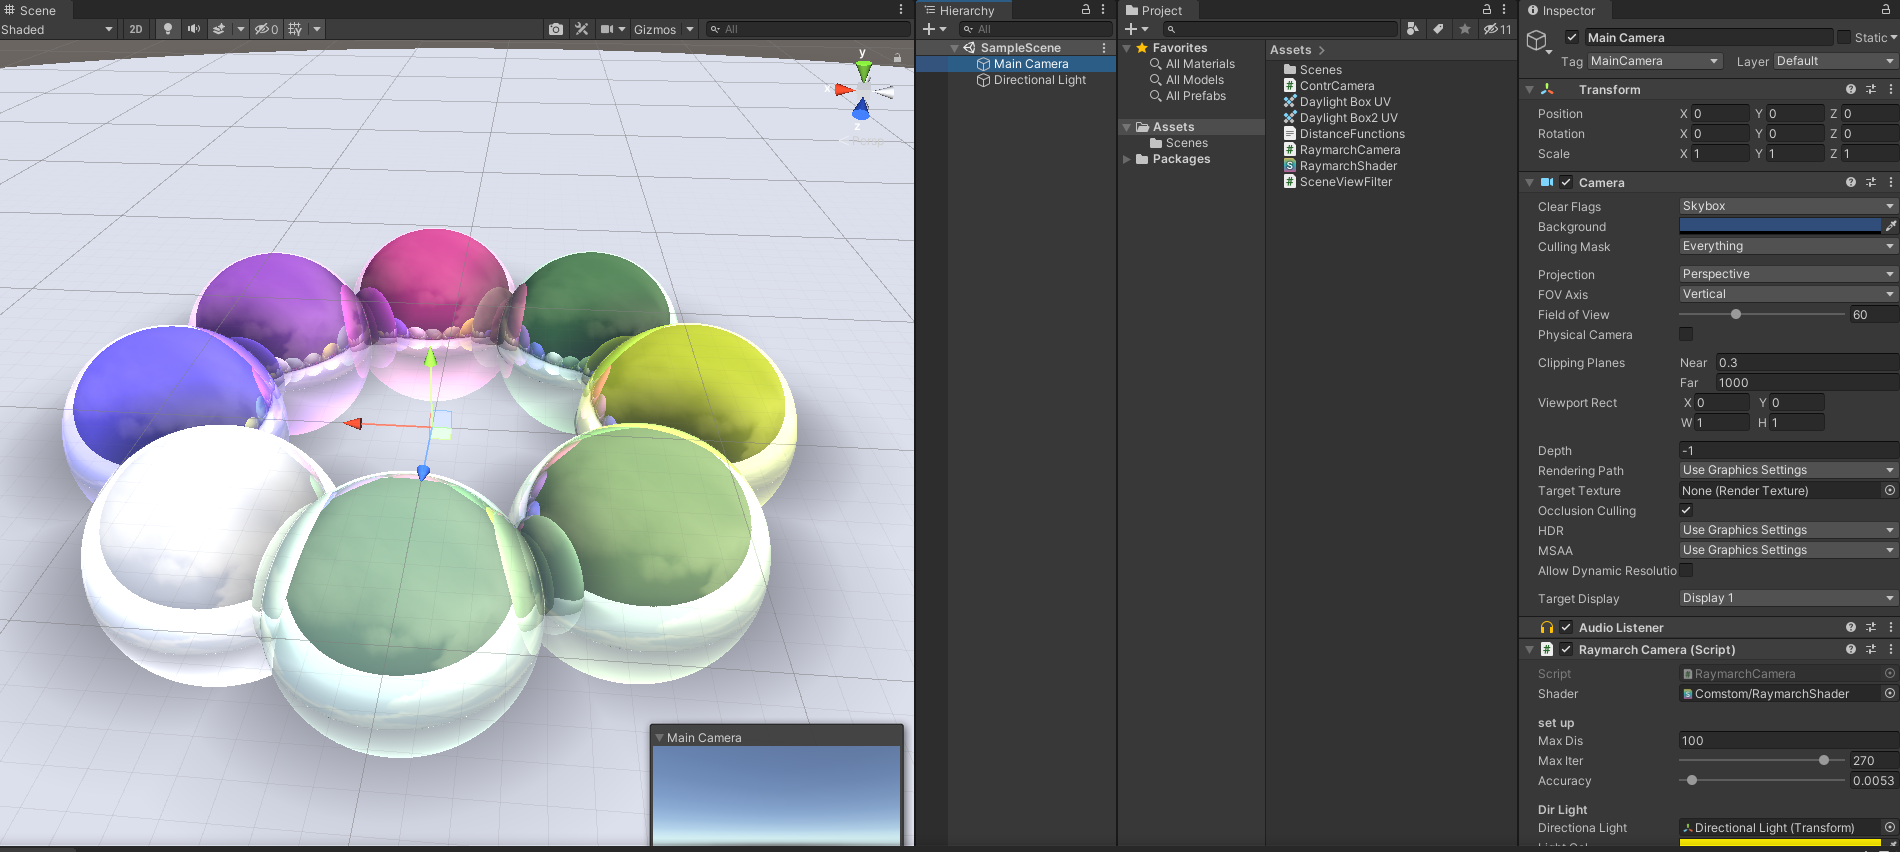 Scene
Shaded
2D
0
Gizmos
All
y
x
z
Persp
Main Camera
Hierarchy
All
SampleScene
Main Camera
Directional Light
Project
11
Favorites
All Materials
All Models
All Prefabs
Assets
Scenes
Packages
Assets
Scenes
ContrCamera
Daylight Box UV
Daylight Box2 UV
DistanceFunctions
RaymarchCamera
RaymarchShader
SceneViewFilter
Inspector
Main Camera Static
Tag MainCamera Layer Default
Transform
Position X 0 Y 0 Z 0
Rotation X 0 Y 0 Z 0
Scale X 1 Y 1 Z 1
Camera
Clear Flags Skybox
Background
Culling Mask Everything
Projection Perspective
FOV Axis Vertical
Field of View 60
Physical Camera
Clipping Planes Near 0.3
Far 1000
Viewport Rect X 0 Y 0
W 1 H 1
Depth -1
Rendering Path Use Graphics Settings
Target Texture None (Render Texture)
Occlusion Culling
HDR Use Graphics Settings
MSAA Use Graphics Settings
Allow Dynamic Resolutio
Target Display Display 1
Audio Listener
Raymarch Camera (Script)
Script RaymarchCamera
Shader Comstom/RaymarchShader
set up
Max Dis 100
Max Iter 270
Accuracy 0.0053
Dir Light
Directiona Light Directional Light (Transform)